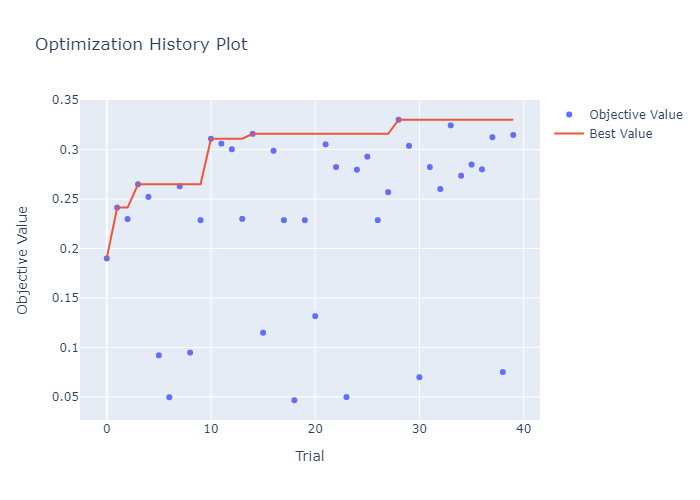 Optimization History Plot
Objective Value
Best Value
0.35
0.3
0.25
0.2
0.15
0.1
0.05
0
10
20
30
40
Trial
Objective Value